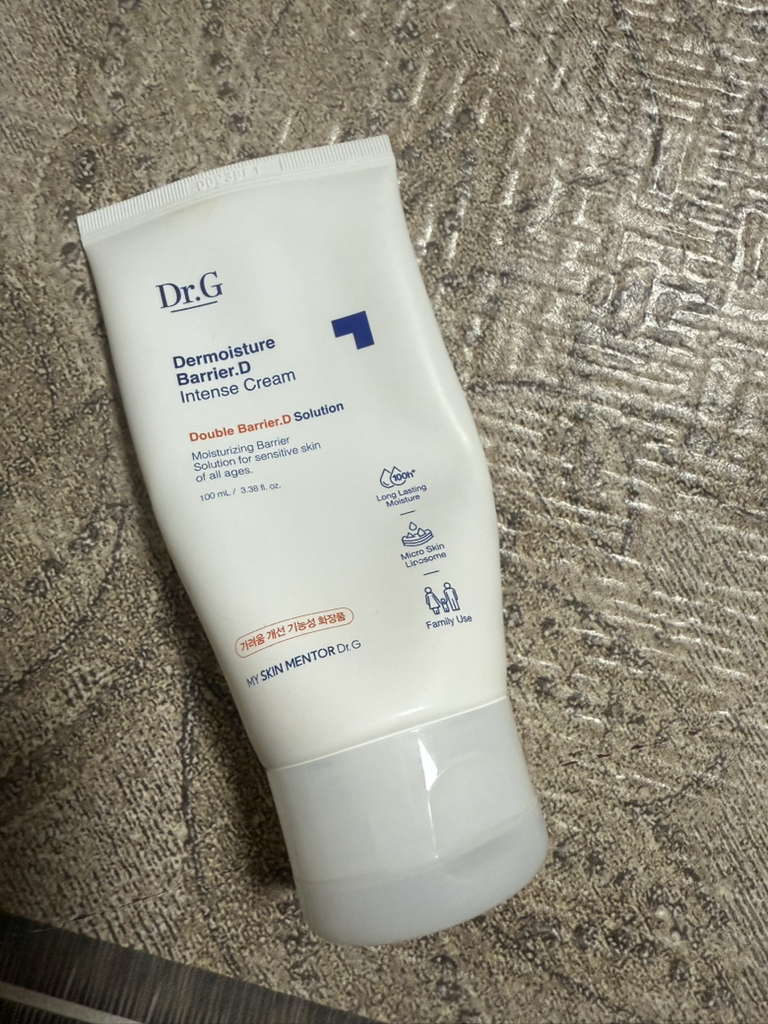 Dr.G
Dermoisture
Barrier.D
Intense Cream
Double Barrier.D Solution
Moisturizing Barrier
Solution for sensitive skin
of all ages.
100 mL / 3.38 fl. oz.
100h+
Long Lasting
Moisture
Micro Skin
Liposome
Family Use
가려움 개선 기능성 화장품
MY SKIN MENTOR Dr.G